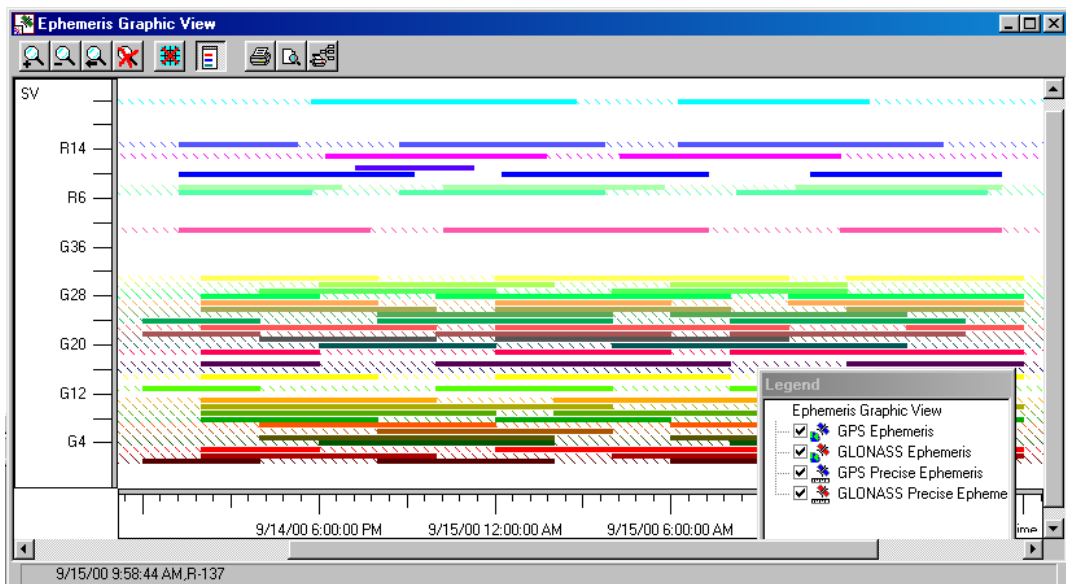 Ephemeris Graphic View
SV
R14
R6
G36
G28
G20
G12
G4
Legend
Ephemeris Graphic View
GPS Ephemeris
GLONASS Ephemeris
GPS Precise Ephemeris
GLONASS Precise Epheme
9/14/00 6:00:00 PM 9/15/00 12:00:00 AM 9/15/00 6:00:00 AM ime
9/15/00 9:58:44 AM,R-137